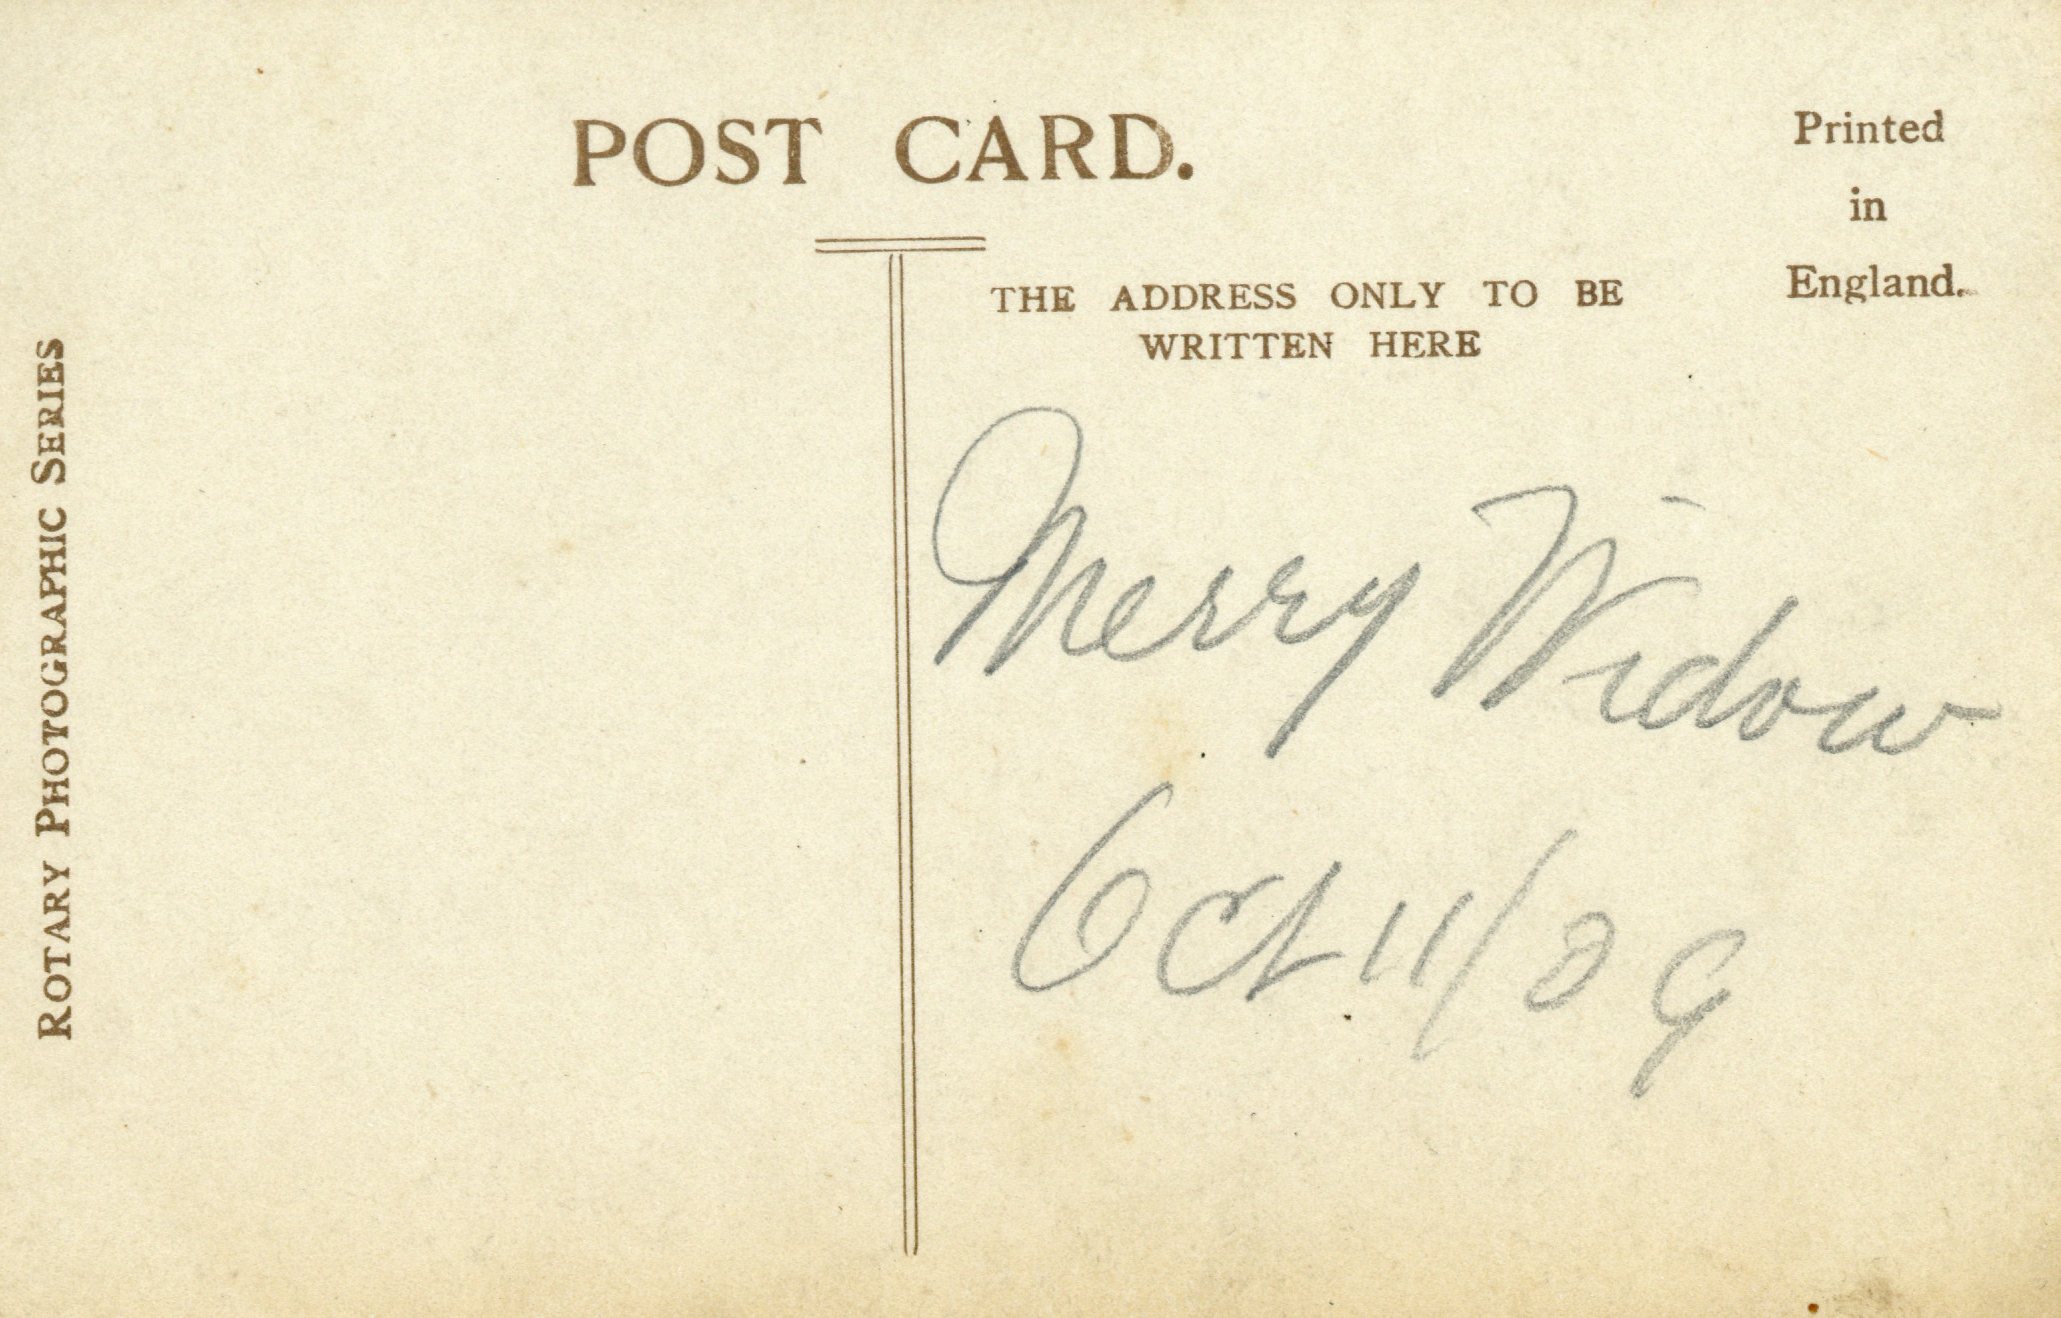 POST CARD.
Printed
in
England.
THE ADDRESS ONLY TO BE
WRITTEN HERE
ROTARY PHOTOGRAPHIC SERIES
Merry Widow
Oct 11/09